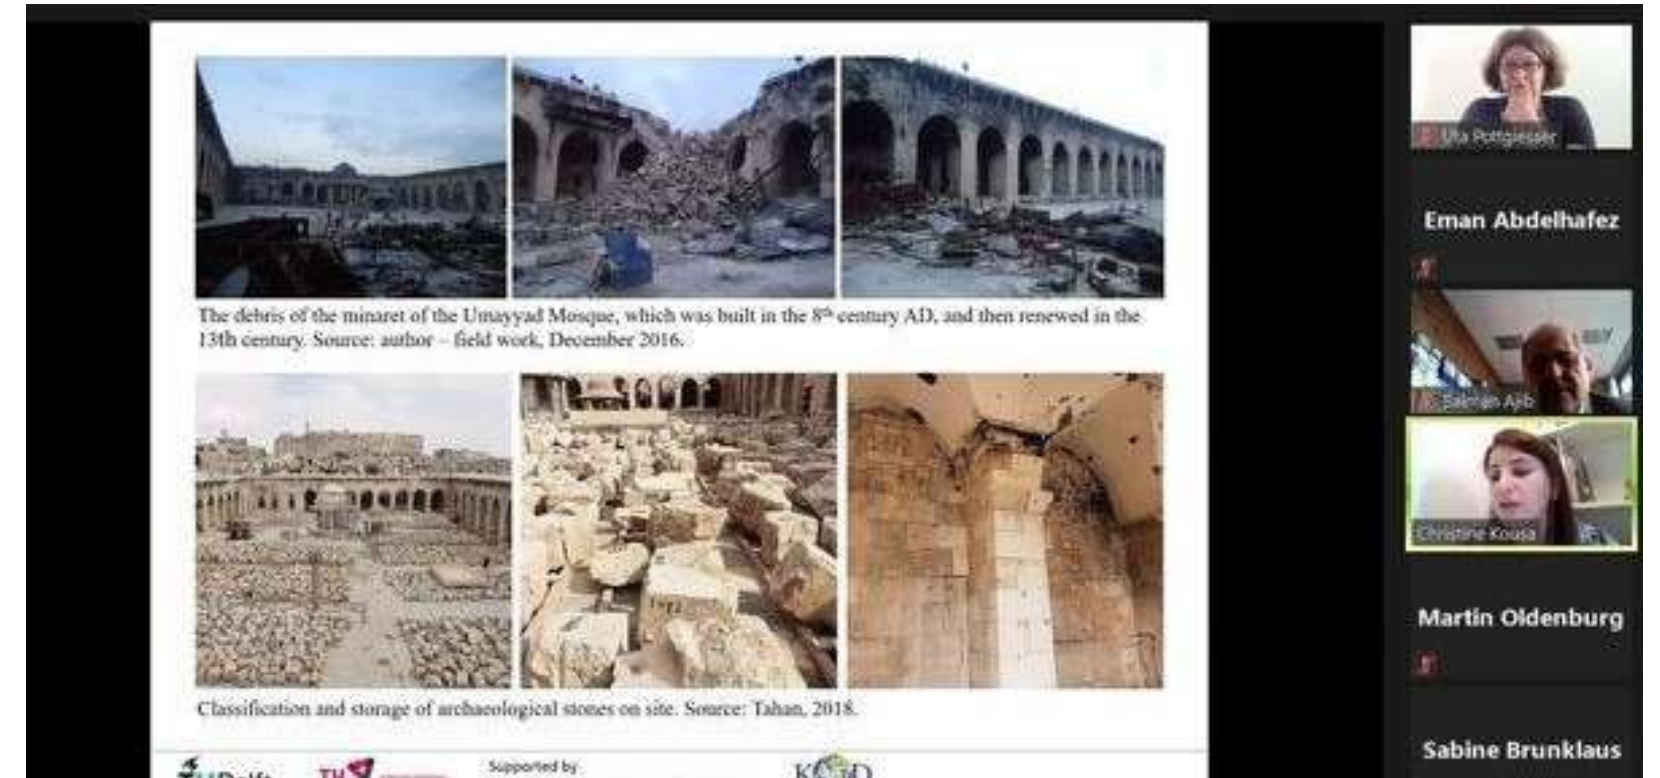 The debris of the minaret of the Umayyad Mosque, which was built in the 8th century AD, and then renewed in the
13th century. Source: author – field work, December 2016.
Classification and storage of archaeological stones on site. Source: Tahan, 2018.
Supported by
Uta Pottgiesser
Eman Abdelhafez
Salman Ajib
Christine Kousa
Martin Oldenburg
Sabine Brunklaus